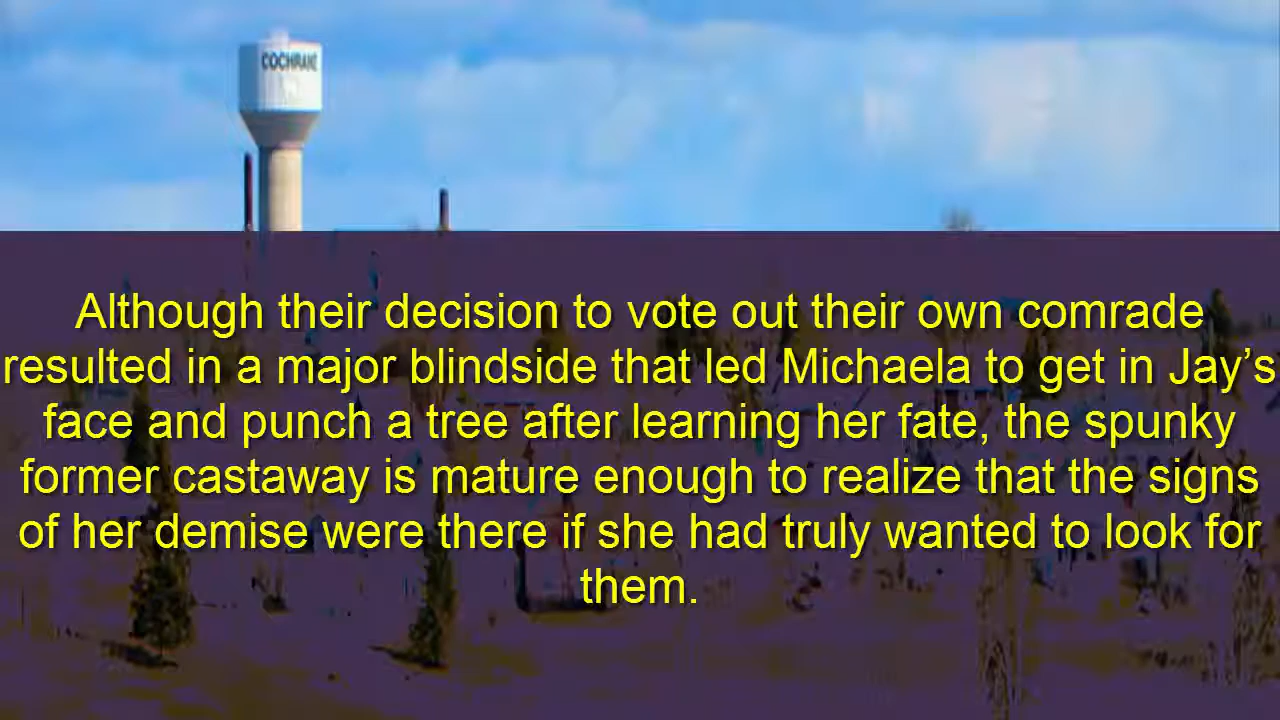 COCHRANE
Although their decision to vote out their own comrade
resulted in a major blindside that led Michaela to get in Jay’s
face and punch a tree after learning her fate, the spunky
former castaway is mature enough to realize that the signs
of her demise were there if she had truly wanted to look for
them.